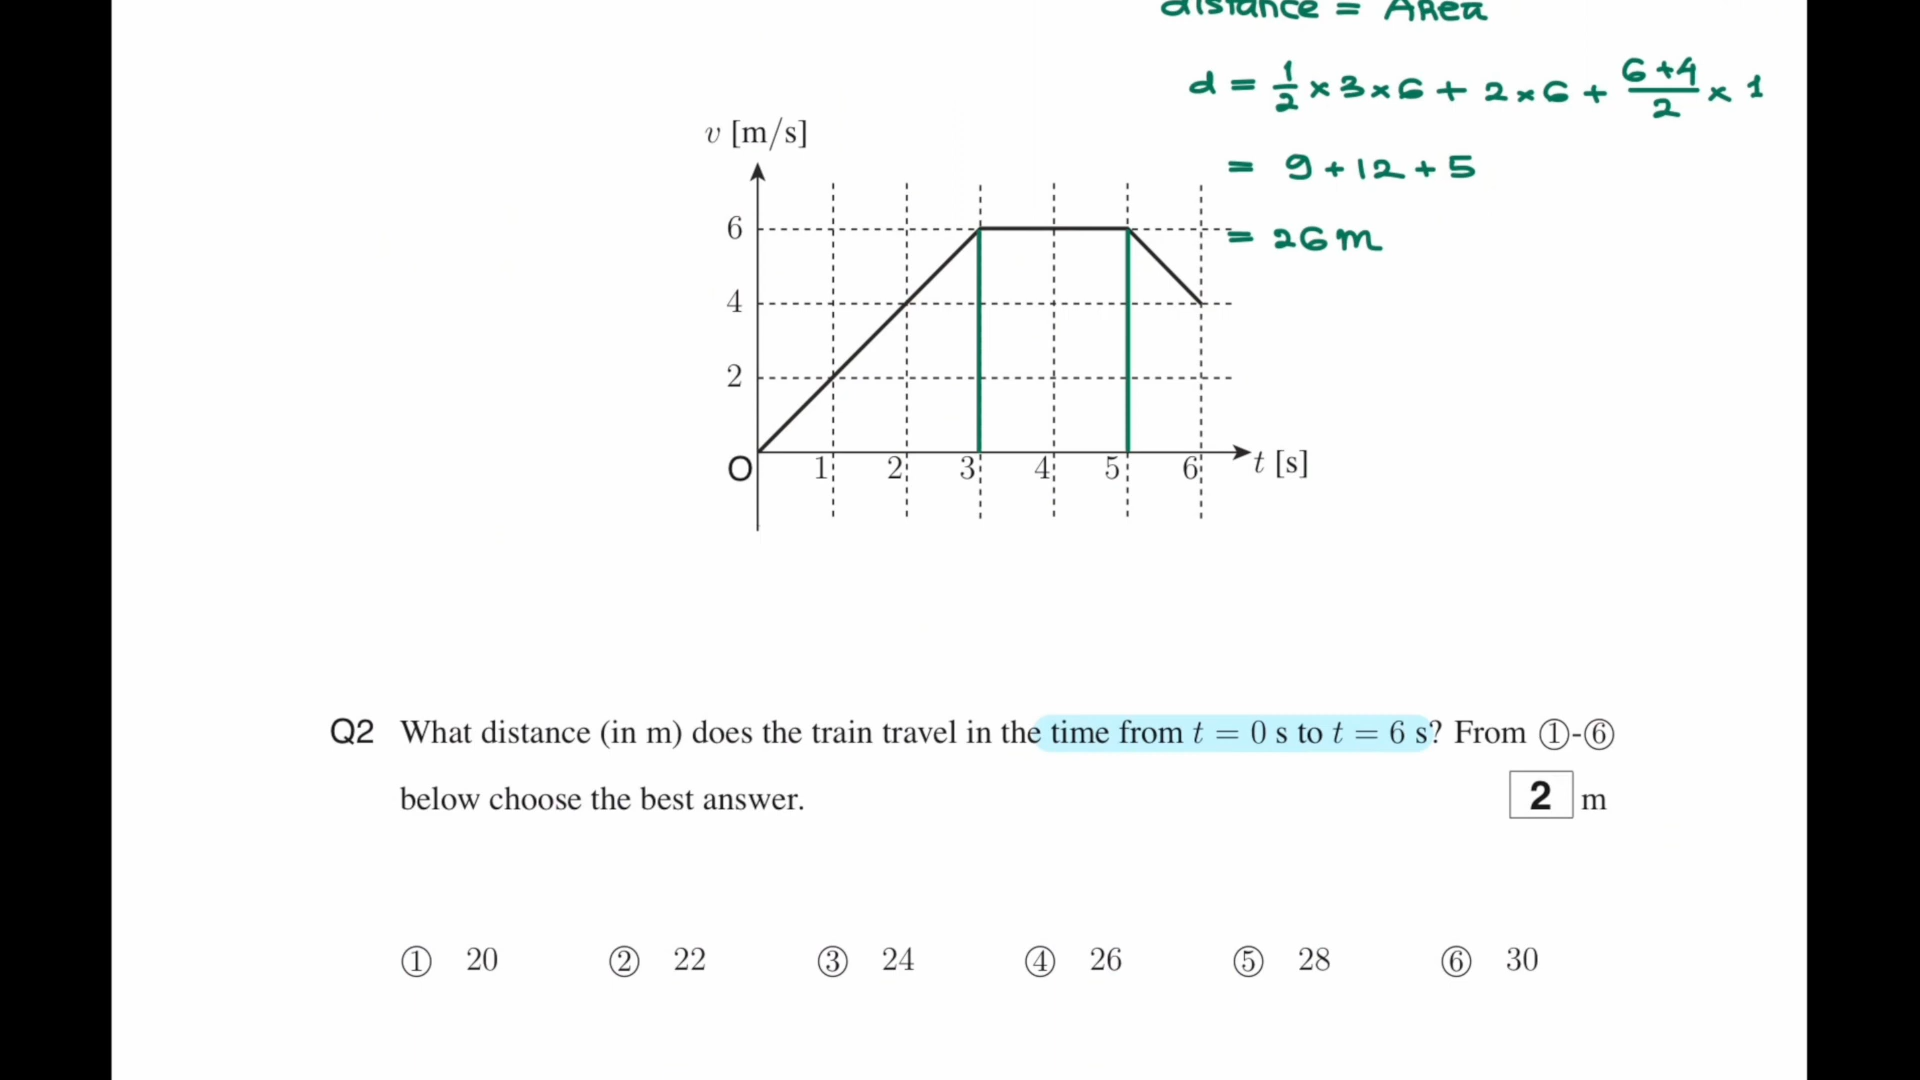 distance = Area
d = 1/2 × 3 × 6 + 2 × 6 + (6+4)/2 × 1
v [m/s]
= 9 + 12 + 5
6
= 26 m
4
2
O 1 2 3 4 5 6 t [s]
Q2 What distance (in m) does the train travel in the time from t = 0 s to t = 6 s? From ①-⑥
below choose the best answer. 2 m
① 20 ② 22 ③ 24 ④ 26 ⑤ 28 ⑥ 30